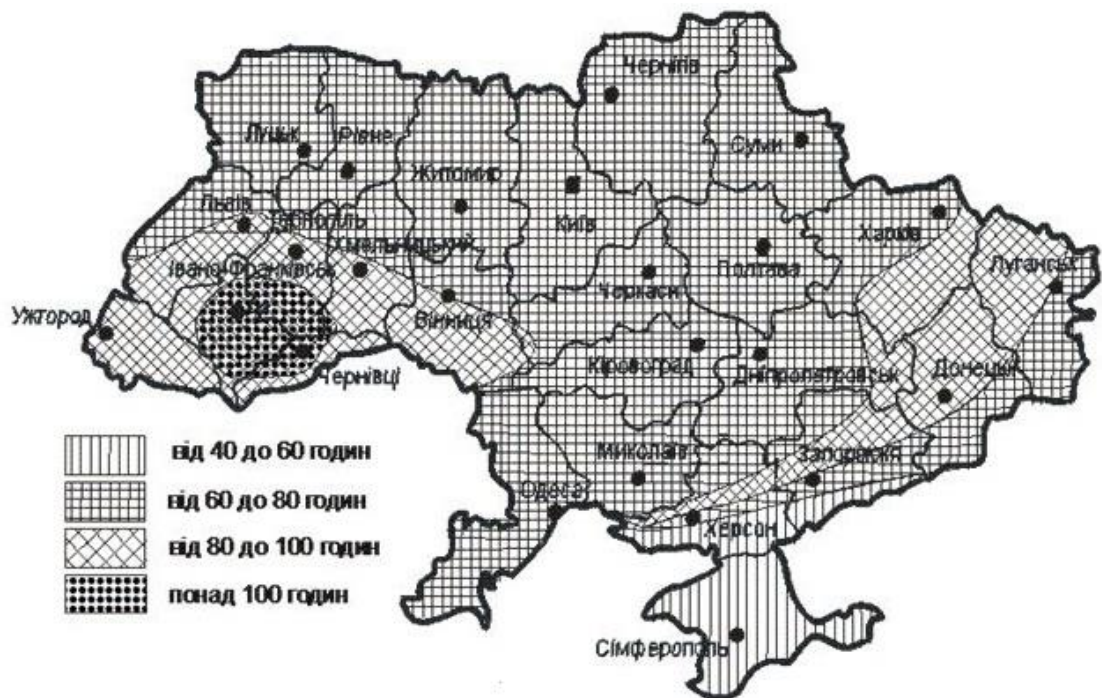 Чернігів
Луцьк
Рівне
Суми
Житомир
Львів
Тернопіль
Київ
Харків
Хмельницький
Івано-Франківськ
Полтава
Луганськ
Черкаси
Ужгород
Вінниця
Кіровоград
Дніпропетровськ
Донецьк
Чернівці
від 40 до 60 годин
Миколаїв
Запоріжжя
від 60 до 80 годин
Одеса
Херсон
від 80 до 100 годин
понад 100 годин
Сімферополь